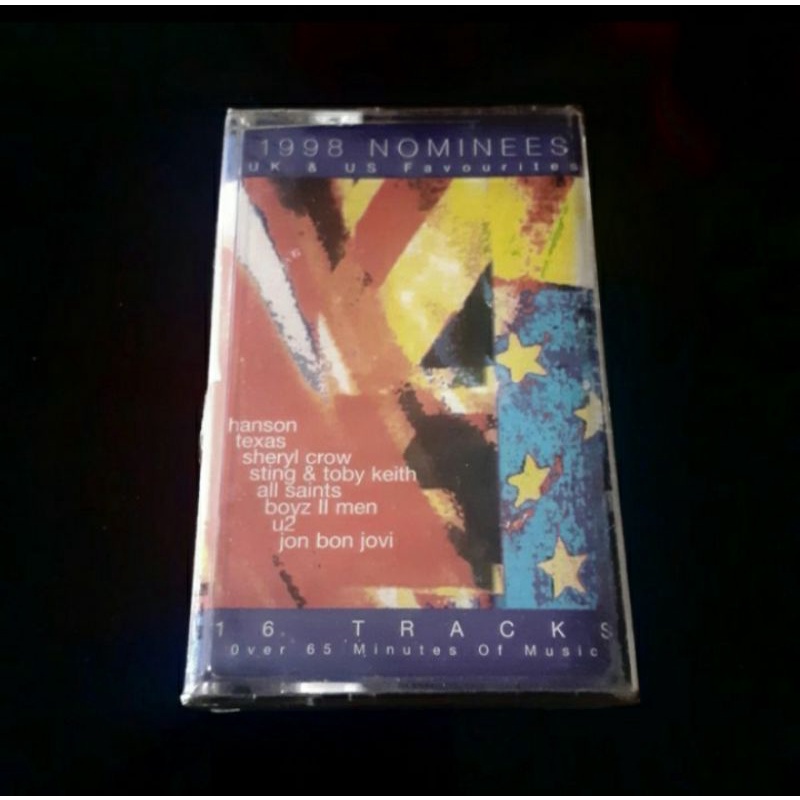 1998 NOMINEES
UK & US Favourites
hanson
texas
sheryl crow
sting & toby keith
all saints
boyz II men
u2
jon bon jovi
16 TRACKS
Over 65 Minutes Of Music